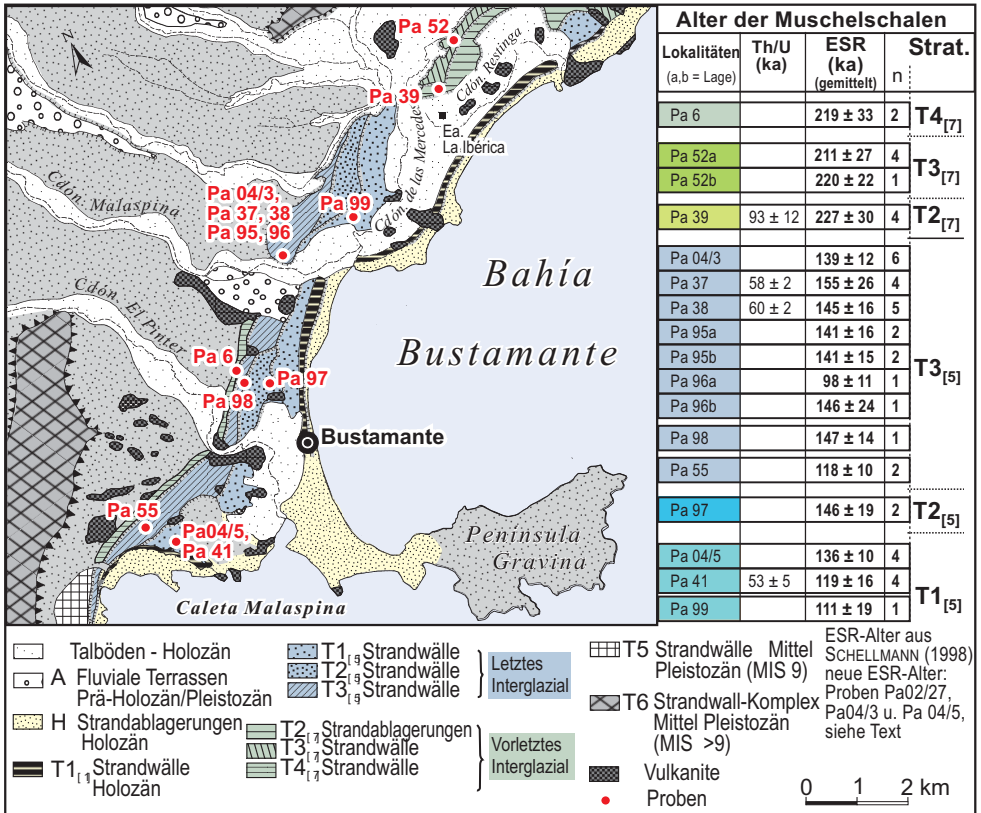 Pa 52
Pa 39
Cdón. Restinga
Ea.
La Ibérica
Cdón. de las Mercedes
N
Pa 04/3,
Pa 37, 38
Pa 95, 96
Pa 99
Cdón. Malaspina
Cdón. El Pinter
Bahía
Bustamante
Pa 6
Pa 98
Pa 97
Bustamante
Pa 55
Pa04/5,
Pa 41
Península
Gravina
Caleta Malaspina
Alter der Muschelschalen
Lokalitäten
(a,b = Lage)
Th/U
(ka)
ESR
(ka)
(gemittelt)
n
Strat.
Pa 6 219 ± 33 2 T4[7]
Pa 52a 211 ± 27 4
Pa 52b 220 ± 22 1
T3[7]
Pa 39 93 ± 12 227 ± 30 4 T2[7]
Pa 04/3 139 ± 12 6
Pa 37 58 ± 2 155 ± 26 4
Pa 38 60 ± 2 145 ± 16 5
Pa 95a 141 ± 16 2
Pa 95b 141 ± 15 2
Pa 96a 98 ± 11 1
Pa 96b 146 ± 24 1
Pa 98 147 ± 14 1
Pa 55 118 ± 10 2
T3[5]
Pa 97 146 ± 19 2 T2[5]
Pa 04/5 136 ± 10 4
Pa 41 53 ± 5 119 ± 16 4
Pa 99 111 ± 19 1
T1[5]
Talböden - Holozän
A Fluviale Terrassen
Prä-Holozän/Pleistozän
H Strandablagerungen
Holozän
T1[1] Strandwälle
Holozän
T1[5] Strandwälle
T2[5] Strandwälle
T3[5] Strandwälle
Letztes
Interglazial
T2[7] Strandablagerungen
T3[7] Strandwälle
T4[7] Strandwälle
Vorletztes
Interglazial
T5 Strandwälle Mittel
Pleistozän (MIS 9)
T6 Strandwall-Komplex
Mittel Pleistozän
(MIS >9)
Vulkanite
Proben
ESR-Alter aus
SCHELLMANN (1998)
neue ESR-Alter:
Proben Pa02/27,
Pa04/3 u. Pa 04/5,
siehe Text
0 1 2 km